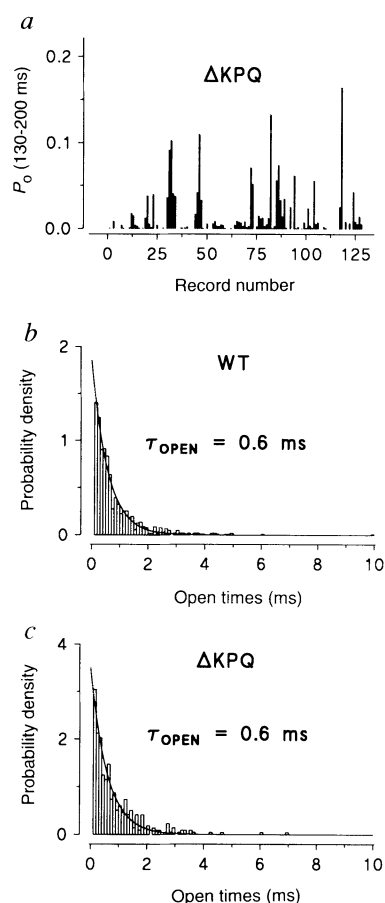 a
ΔKPQ
0.2
0.1
0.0
Po (130-200 ms)
0 25 50 75 100 125
Record number
b
WT
2
1
0
Probability density
τOPEN = 0.6 ms
0 2 4 6 8 10
Open times (ms)
c
ΔKPQ
4
2
0
Probability density
τOPEN = 0.6 ms
0 2 4 6 8 10
Open times (ms)